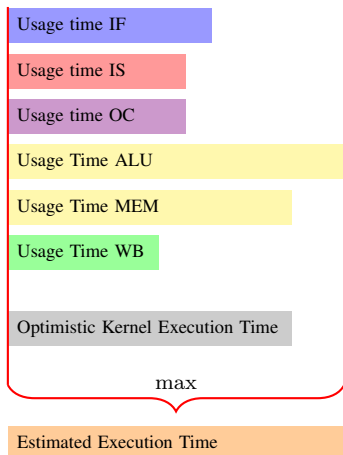 Usage time IF
Usage time IS
Usage time OC
Usage Time ALU
Usage Time MEM
Usage Time WB
Optimistic Kernel Execution Time
max
Estimated Execution Time